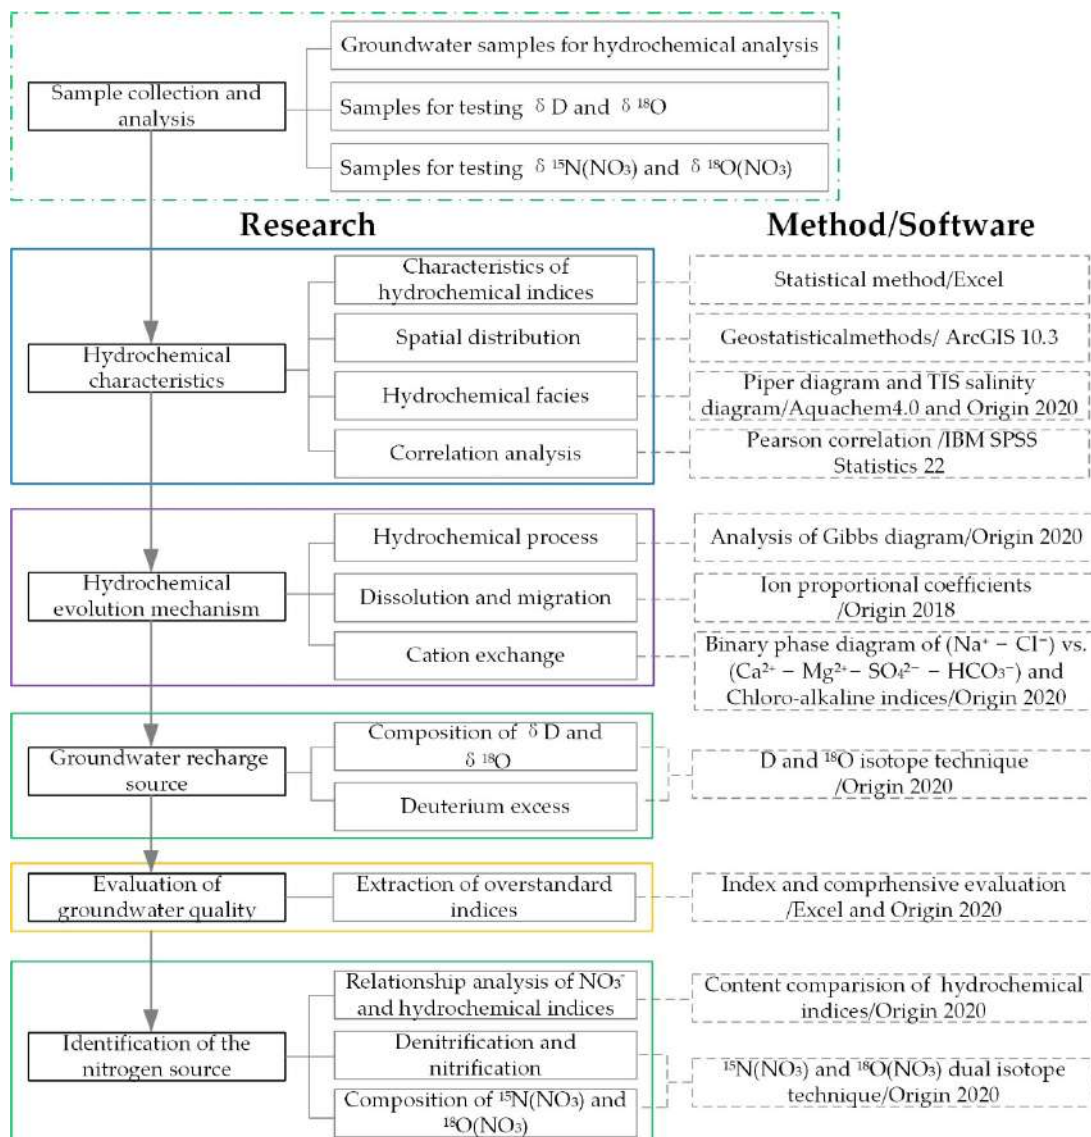 Groundwater samples for hydrochemical analysis
Sample collection and
analysis
Samples for testing δ D and δ ¹⁸O
Samples for testing δ ¹⁵N(NO₃) and δ ¹⁸O(NO₃)
Research
Method/Software
Characteristics of
hydrochemical indices
Statistical method/Excel
Spatial distribution
Geostatisticalmethods/ ArcGIS 10.3
Hydrochemical
characteristics
Hydrochemical facies
Piper diagram and TIS salinity
diagram/Aquachem4.0 and Origin 2020
Correlation analysis
Pearson correlation /IBM SPSS
Statistics 22
Hydrochemical process
Analysis of Gibbs diagram/Origin 2020
Hydrochemical
evolution mechanism
Dissolution and migration
Ion proportional coefficients
/Origin 2018
Cation exchange
Binary phase diagram of (Na⁺ − Cl⁻) vs.
(Ca²⁺ − Mg²⁺− SO₄²⁻ − HCO₃⁻) and
Chloro-alkaline indices/Origin 2020
Groundwater recharge
source
Composition of δ D and
δ ¹⁸O
Deuterium excess
D and ¹⁸O isotope technique
/Origin 2020
Evaluation of
groundwater quality
Extraction of overstandard
indices
Index and comprhensive evaluation
/Excel and Origin 2020
Relationship analysis of NO₃⁻
and hydrochemical indices
Content comparision of hydrochemical
indices/Origin 2020
Identification of the
nitrogen source
Denitrification and
nitrification
Composition of ¹⁵N(NO₃) and
¹⁸O(NO₃)
¹⁵N(NO₃) and ¹⁸O(NO₃) dual isotope
technique/Origin 2020